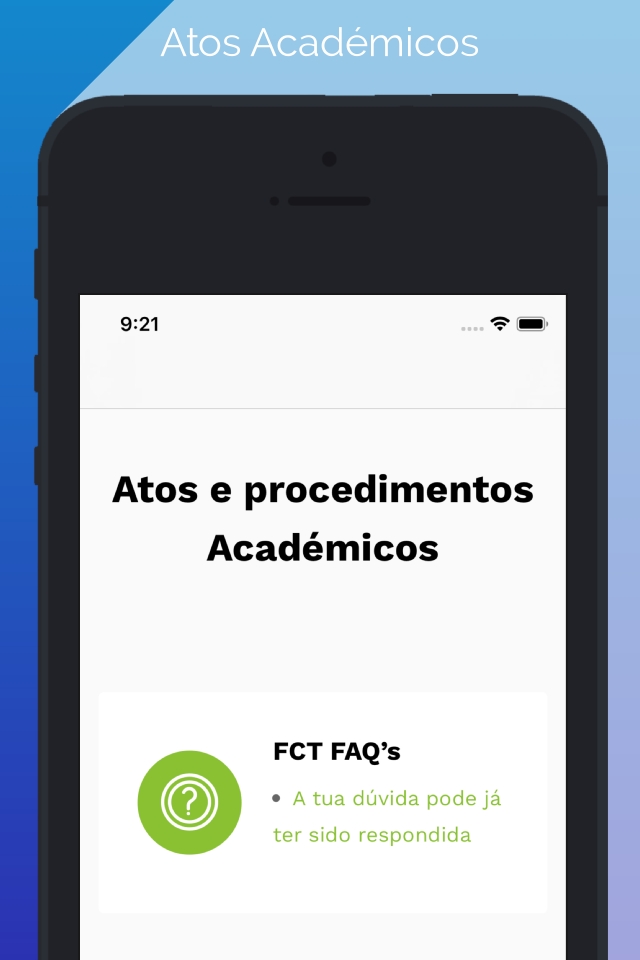 Atos Académicos
9:21
Atos e procedimentos
Académicos
FCT FAQ’s
A tua dúvida pode já
ter sido respondida